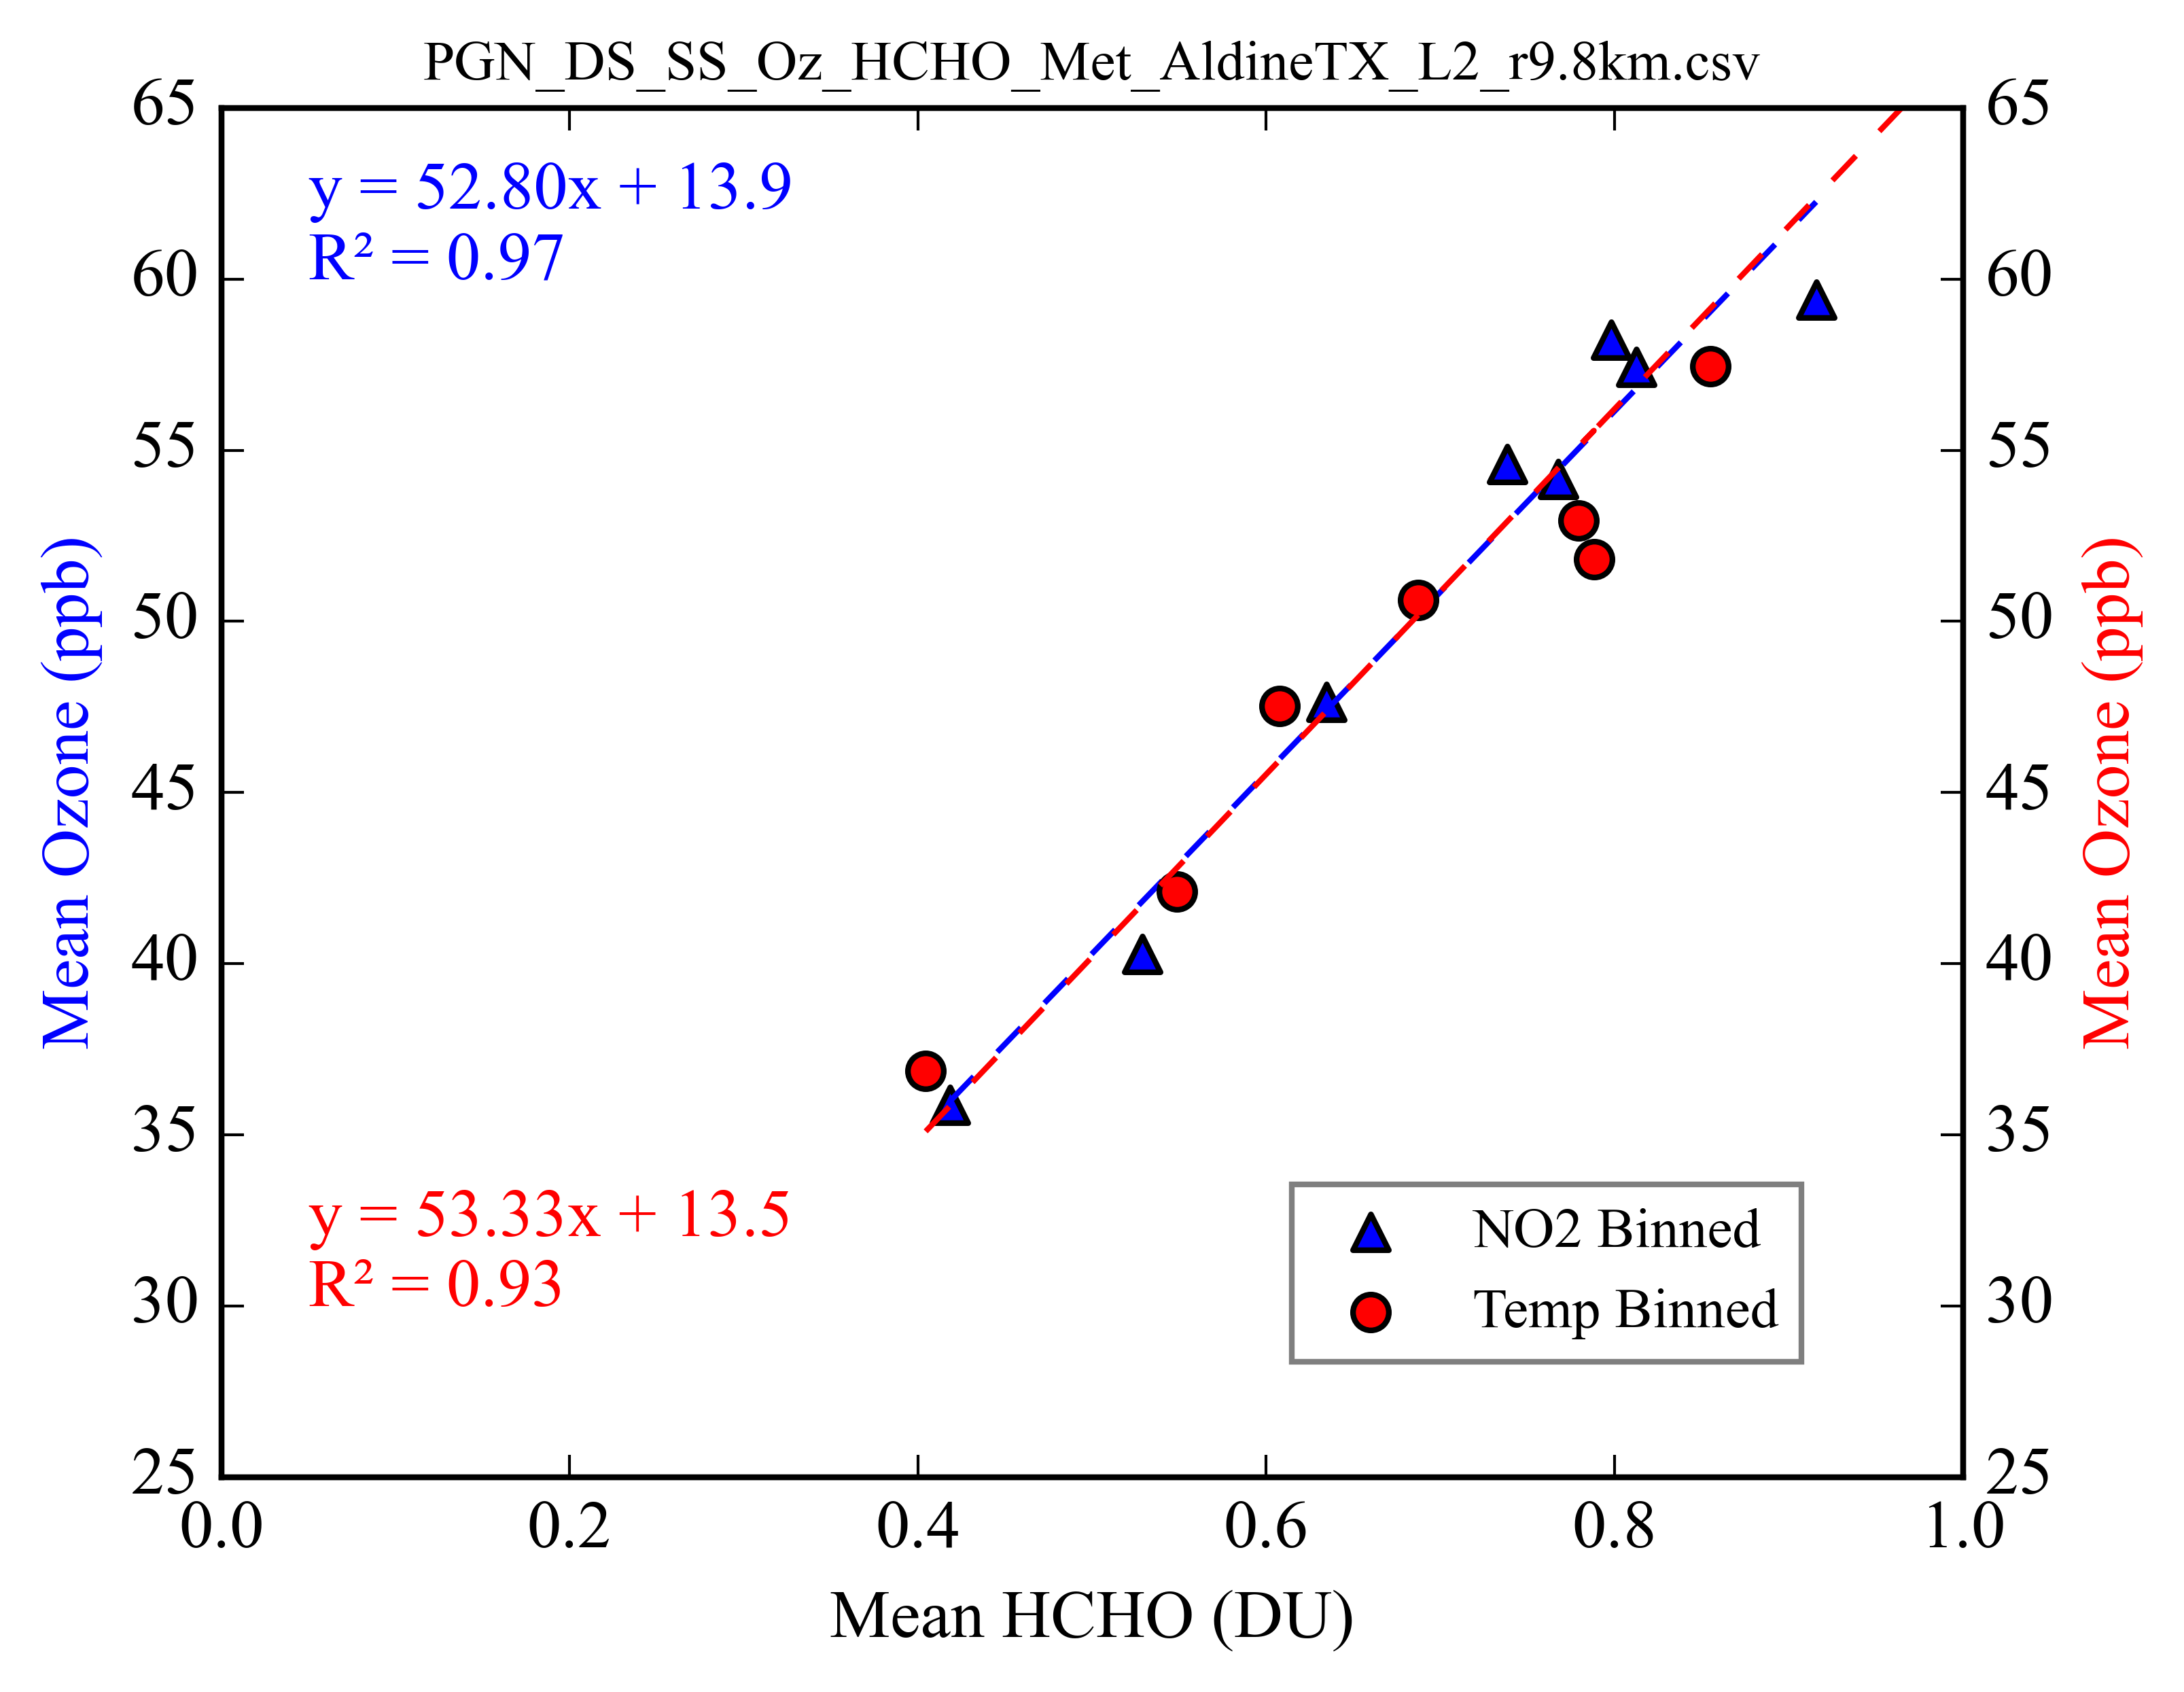 PGN_DS_SS_Oz_HCHO_Met_AldineTX_L2_r9.8km.csv
65
60
55
50
45
40
35
30
25
Mean Ozone (ppb)
y = 52.80x + 13.9
R² = 0.97
y = 53.33x + 13.5
R² = 0.93
NO2 Binned
Temp Binned
65
60
55
50
45
40
35
30
25
Mean Ozone (ppb)
0.0 0.2 0.4 0.6 0.8 1.0
Mean HCHO (DU)